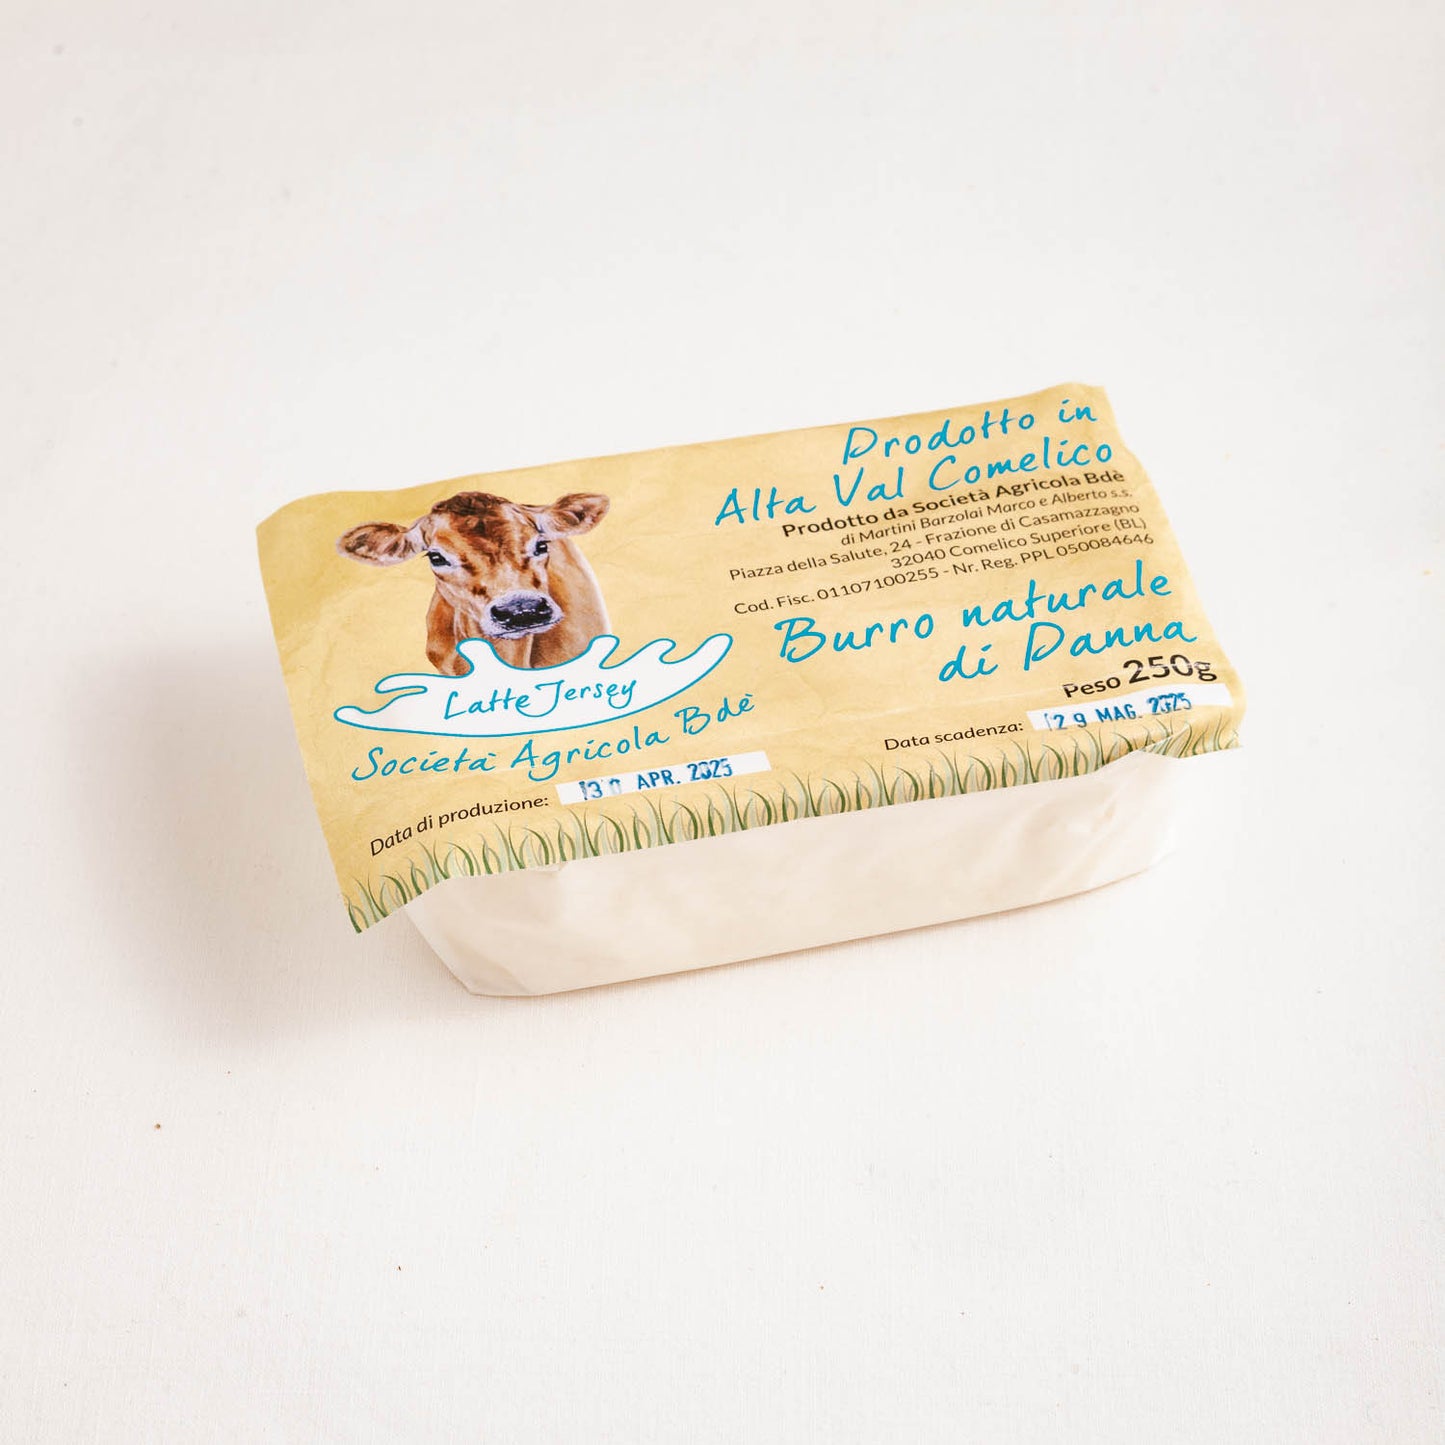 Prodotto in
Alta Val Comelico
Prodotto da Società Agricola Bdè
di Martini Barzolai Marco e Alberto s.s.
Piazza della Salute, 24 - Frazione di Casamazzagno
32040 Comelico Superiore (BL)
Cod. Fisc. 01107100255 - Nr. Reg. PPL 050084646
Burro naturale
di Panna
Peso 250g
Latte Jersey
Società Agricola Bdè
Data di produzione: 30 APR. 2025
Data scadenza: 29 MAG. 2025